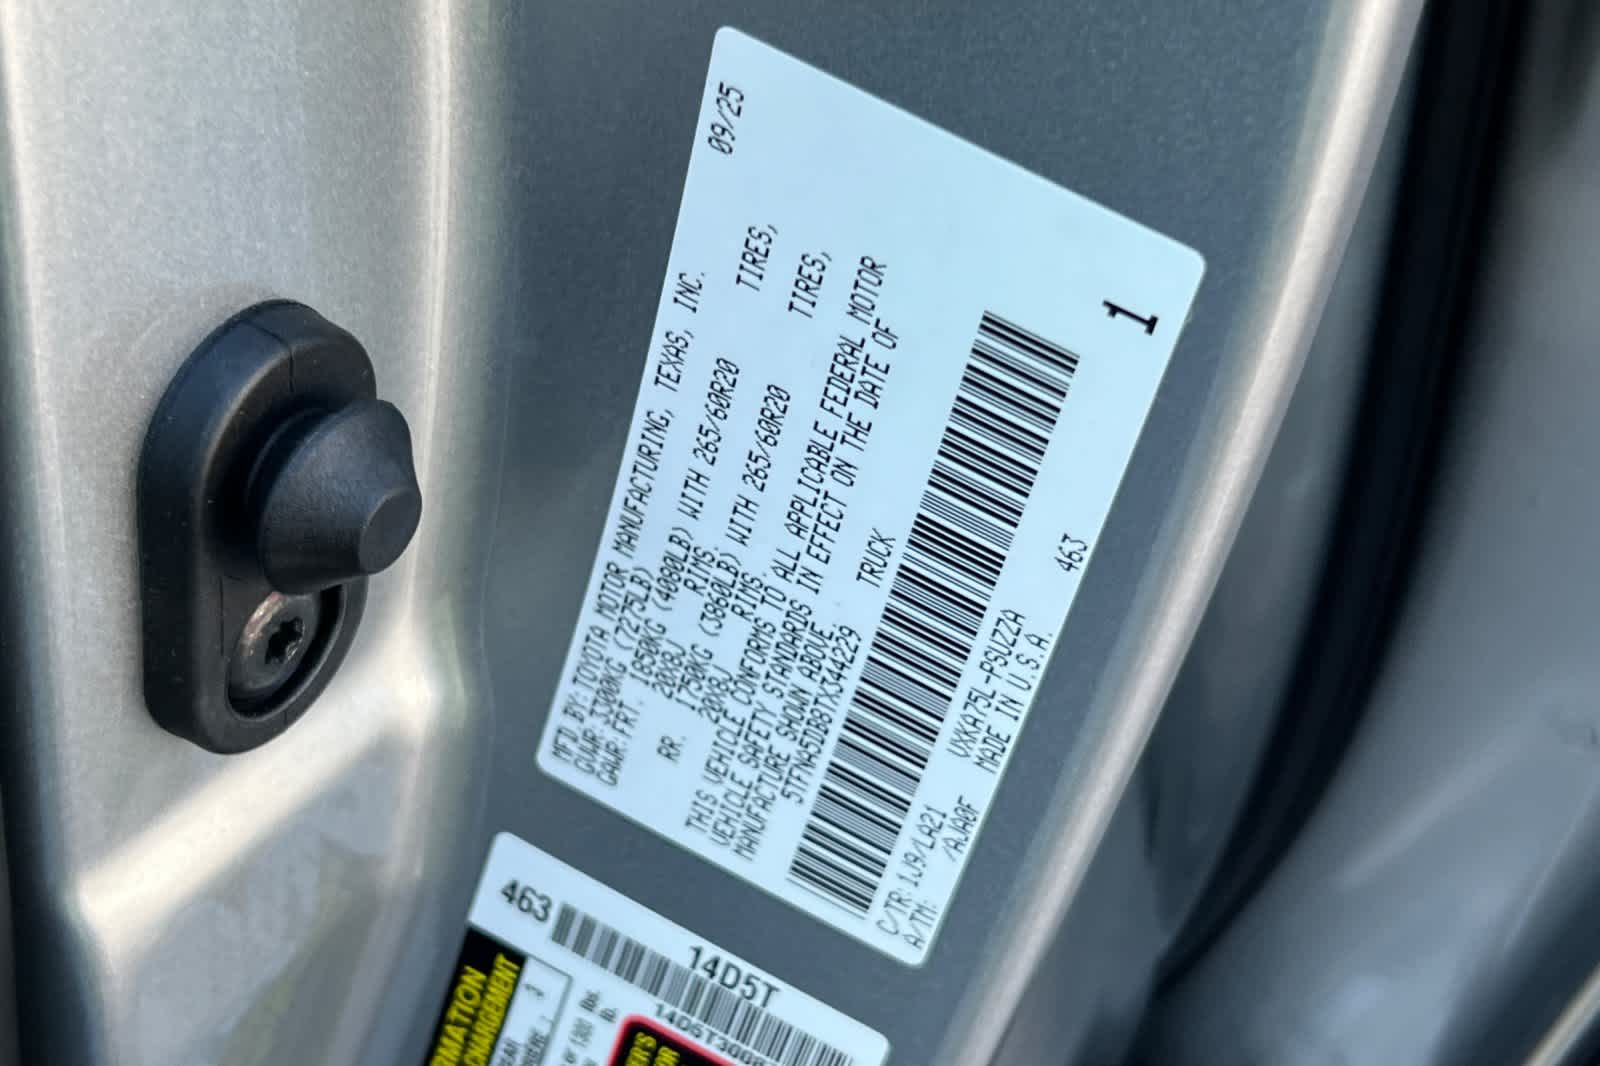 MFD.BY: TOYOTA MOTOR MANUFACTURING, TEXAS, INC. 09/25
GVWR: 3300KG (7275LB)
GAWR: FRT. 1850KG (4080LB) WITH 265/60R20 TIRES,
20X8J RIMS.
RR. 1750KG (3860LB) WITH 265/60R20 TIRES,
20X8J RIMS.
THIS VEHICLE CONFORMS TO ALL APPLICABLE FEDERAL MOTOR
VEHICLE SAFETY STANDARDS IN EFFECT ON THE DATE OF
MANUFACTURE SHOWN ABOVE.
5TFNA5DB8TX344229 TRUCK
C/TR: 1J9/LA21 VXKA75L-PSUZZA 463
A/TM: /AJA0F MADE IN U.S.A.
1
463 14D5T